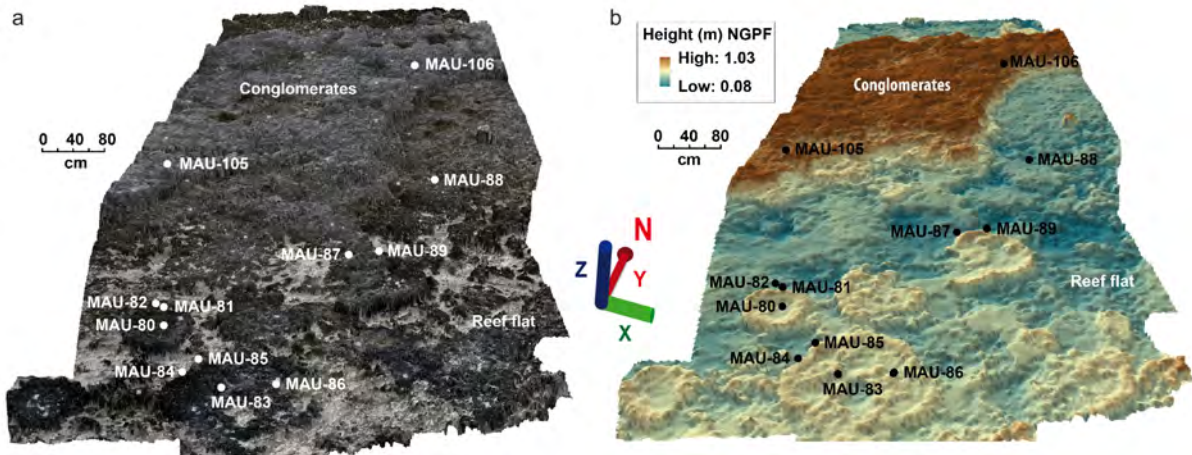 a
Conglomerates
MAU-106
0 40 80
cm
MAU-105
MAU-88
MAU-87
MAU-89
MAU-82
MAU-81
MAU-80
Reef flat
MAU-85
MAU-84
MAU-86
MAU-83
N
Z
Y
X
b
Height (m) NGPF
High: 1.03
Low: 0.08
Conglomerates
MAU-106
0 40 80
cm
MAU-105
MAU-88
MAU-87
MAU-89
MAU-82
MAU-81
MAU-80
Reef flat
MAU-85
MAU-84
MAU-86
MAU-83